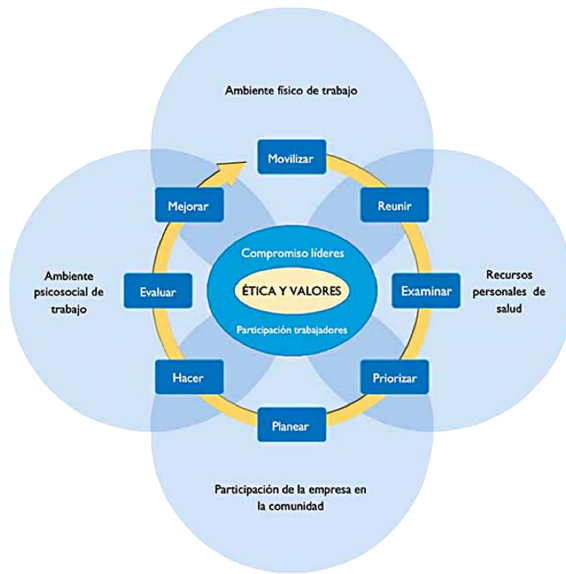 Ambiente físico de trabajo
Movilizar
Mejorar
Reunir
Compromiso líderes
Ambiente
psicosocial de
trabajo
Evaluar
ÉTICA Y VALORES
Examinar
Recursos
personales de
salud
Participación trabajadores
Hacer
Priorizar
Planear
Participación de la empresa en
la comunidad